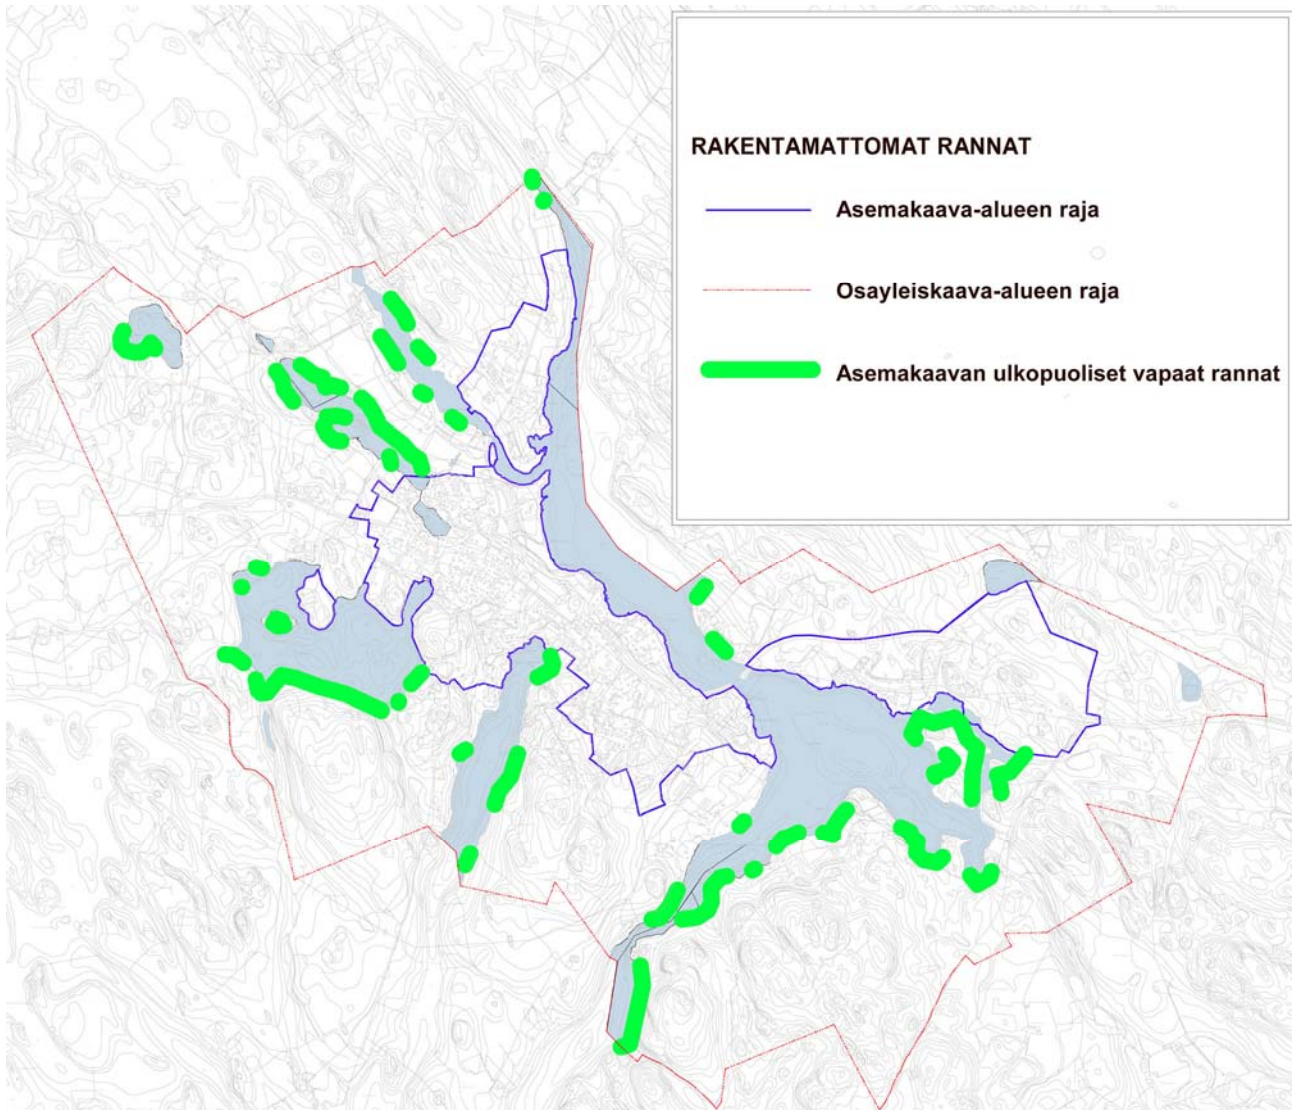 RAKENTAMATTOMAT RANNAT
Asemakaava-alueen raja
Osayleiskaava-alueen raja
Asemakaavan ulkopuoliset vapaat rannat